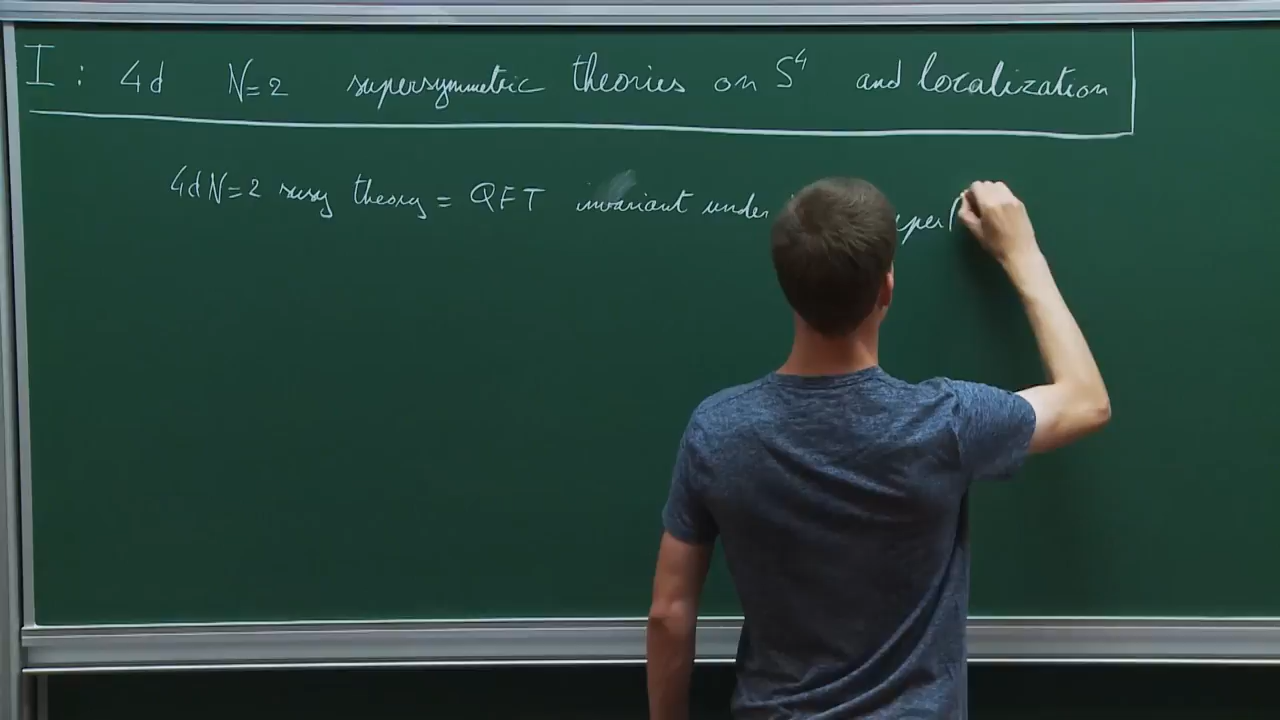 I : 4d N=2 supersymmetric theories on S⁴ and localization
4d N=2 susy theory = QFT invariant under